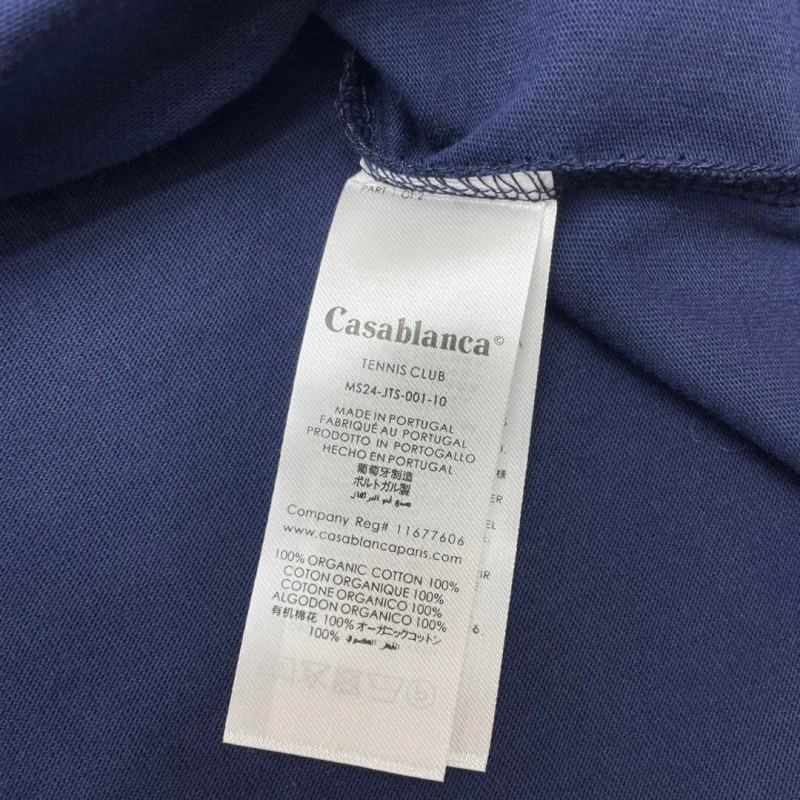 PART 1 OF 2
Casablanca©
TENNIS CLUB
MS24-JTS-001-10
MADE IN PORTUGAL
FABRIQUÉ AU PORTUGAL
PRODOTTO IN PORTOGALLO
HECHO EN PORTUGAL
葡萄牙制造
ポルトガル製
صنع في البرتغال
Company Reg# 11677606
www.casablancaparis.com
100% ORGANIC COTTON 100%
COTON ORGANIQUE 100%
COTONE ORGANICO 100%
ALGODON ORGANICO 100%
有机棉花 100% オーガニックコットン
100%